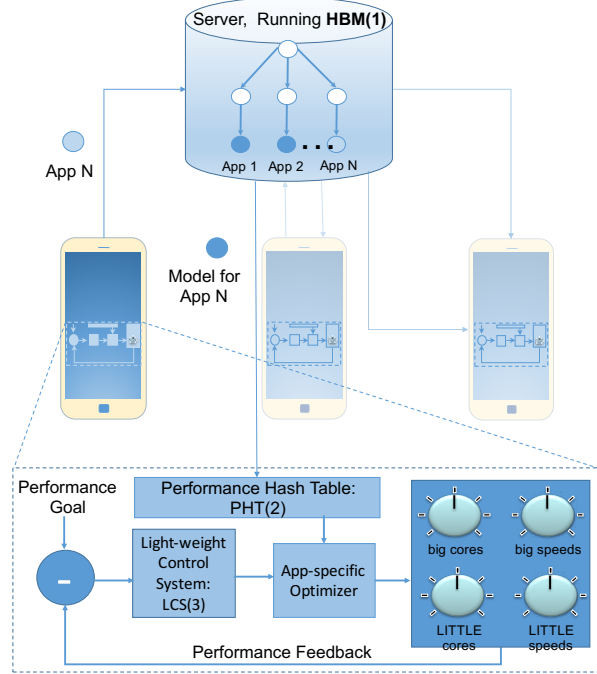 Server, Running HBM(1)
App 1
App 2
App N
App N
Model for
App N
Performance
Goal
Performance Hash Table:
PHT(2)
Light-weight
Control
System:
LCS(3)
App-specific
Optimizer
big cores
big speeds
LITTLE
cores
LITTLE
speeds
-
Performance Feedback